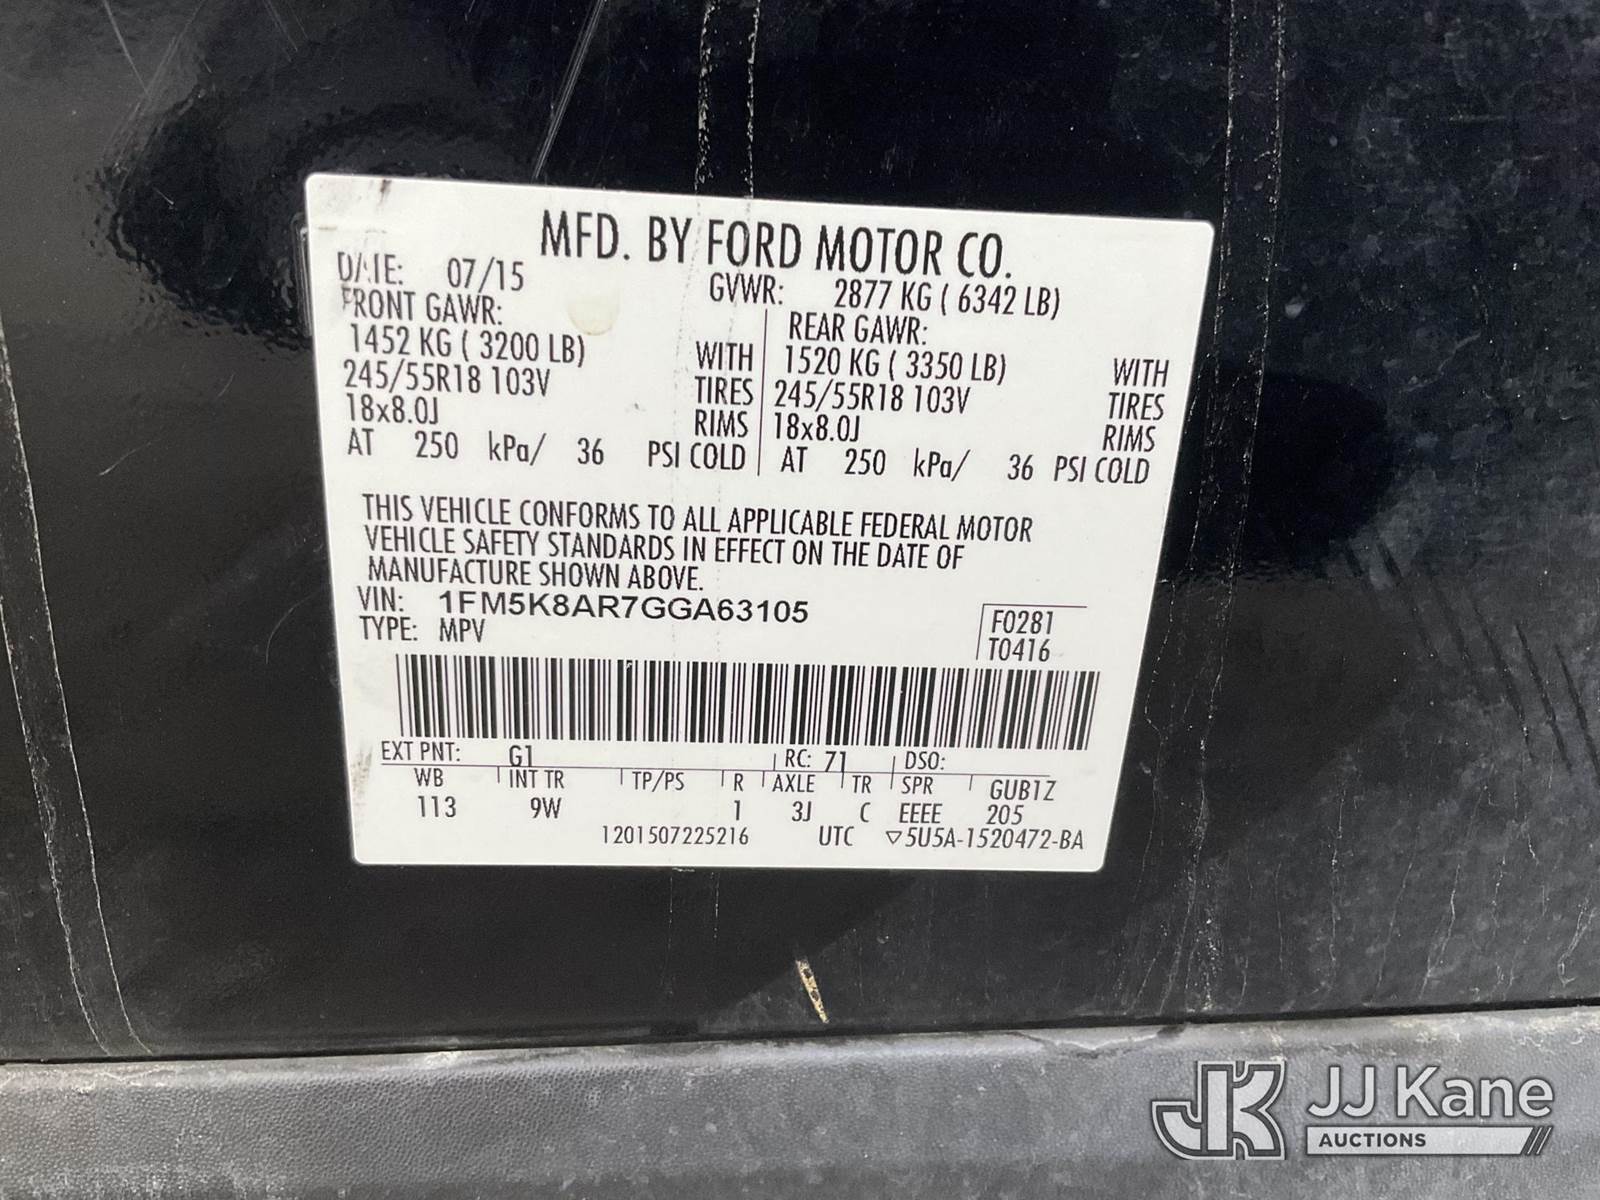 MFD. BY FORD MOTOR CO.
DATE: 07/15 GVWR: 2877 KG ( 6342 LB)
FRONT GAWR: REAR GAWR:
1452 KG ( 3200 LB) WITH 1520 KG ( 3350 LB) WITH
245/55R18 103V TIRES 245/55R18 103V TIRES
18x8.0J RIMS 18x8.0J RIMS
AT 250 kPa/ 36 PSI COLD AT 250 kPa/ 36 PSI COLD
THIS VEHICLE CONFORMS TO ALL APPLICABLE FEDERAL MOTOR
VEHICLE SAFETY STANDARDS IN EFFECT ON THE DATE OF
MANUFACTURE SHOWN ABOVE.
VIN: 1FM5K8AR7GGA63105 F0281
TYPE: MPV T0416
EXT PNT: G1 RC: 71 DSO:
WB INT TR TP/PS R AXLE TR SPR GUB1Z
113 9W 1 3J C EEEE 205
1201507225216 UTC ▽5U5A-1520472-BA
JK JJ Kane
AUCTIONS